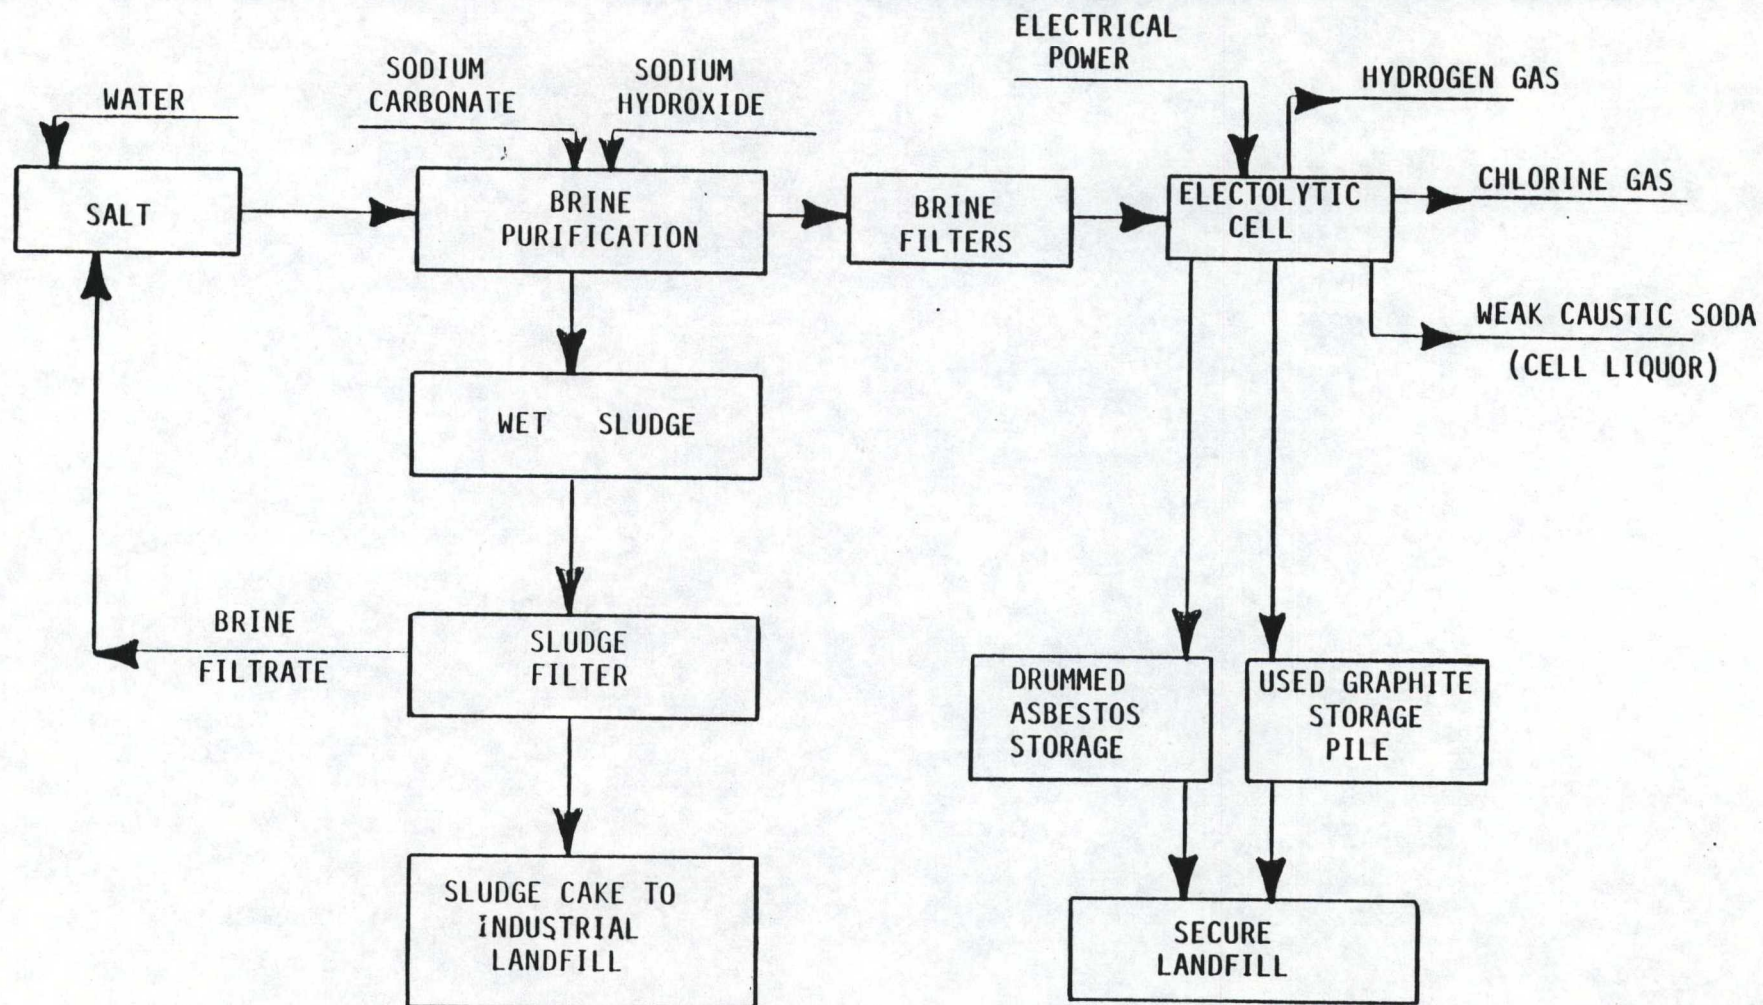 ELECTRICAL
POWER
HYDROGEN GAS
SODIUM
CARBONATE
SODIUM
HYDROXIDE
WATER
SALT
BRINE
PURIFICATION
BRINE
FILTERS
ELECTOLYTIC
CELL
CHLORINE GAS
WEAK CAUSTIC SODA
(CELL LIQUOR)
WET SLUDGE
BRINE
FILTRATE
SLUDGE
FILTER
DRUMMED
ASBESTOS
STORAGE
USED GRAPHITE
STORAGE
PILE
SLUDGE CAKE TO
INDUSTRIAL
LANDFILL
SECURE
LANDFILL